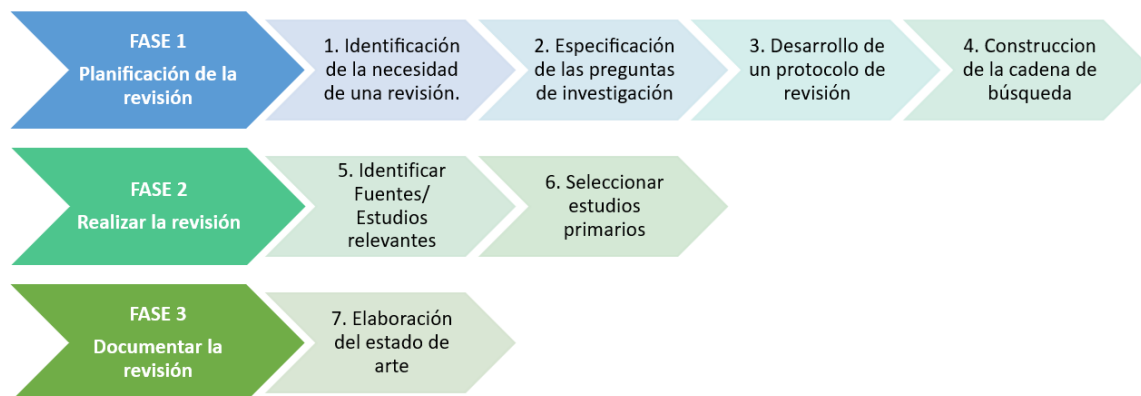 FASE 1
Planificación de la
revisión
1. Identificación
de la necesidad
de una revisión.
2. Especificación
de las preguntas
de investigación
3. Desarrollo de
un protocolo de
revisión
4. Construccion
de la cadena de
búsqueda
FASE 2
Realizar la revisión
5. Identificar
Fuentes/
Estudios
relevantes
6. Seleccionar
estudios
primarios
FASE 3
Documentar la
revisión
7. Elaboración
del estado de
arte